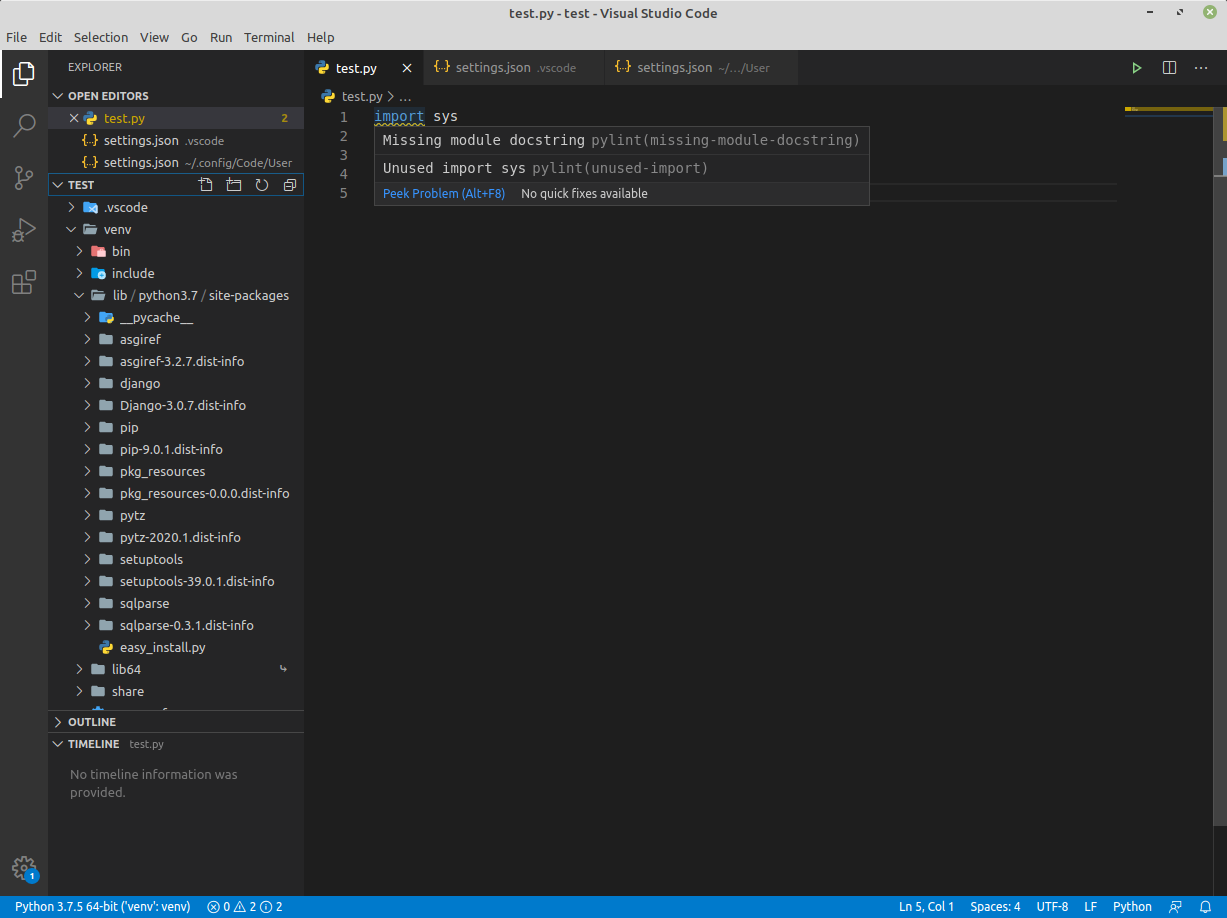 test.py - test - Visual Studio Code
File Edit Selection View Go Run Terminal Help
EXPLORER
OPEN EDITORS
test.py 2
settings.json .vscode
settings.json ~/.config/Code/User
TEST
.vscode
venv
bin
include
lib / python3.7 / site-packages
__pycache__
asgiref
asgiref-3.2.7.dist-info
django
Django-3.0.7.dist-info
pip
pip-9.0.1.dist-info
pkg_resources
pkg_resources-0.0.0.dist-info
pytz
pytz-2020.1.dist-info
setuptools
setuptools-39.0.1.dist-info
sqlparse
sqlparse-0.3.1.dist-info
easy_install.py
lib64
share
OUTLINE
TIMELINE test.py
No timeline information was
provided.
1
test.py settings.json .vscode settings.json ~/.../User
test.py > ...
1 import sys
2
3
4
5
Missing module docstring pylint(missing-module-docstring)
Unused import sys pylint(unused-import)
Peek Problem (Alt+F8) No quick fixes available
Python 3.7.5 64-bit ('venv': venv) 0 2 2 Ln 5, Col 1 Spaces: 4 UTF-8 LF Python